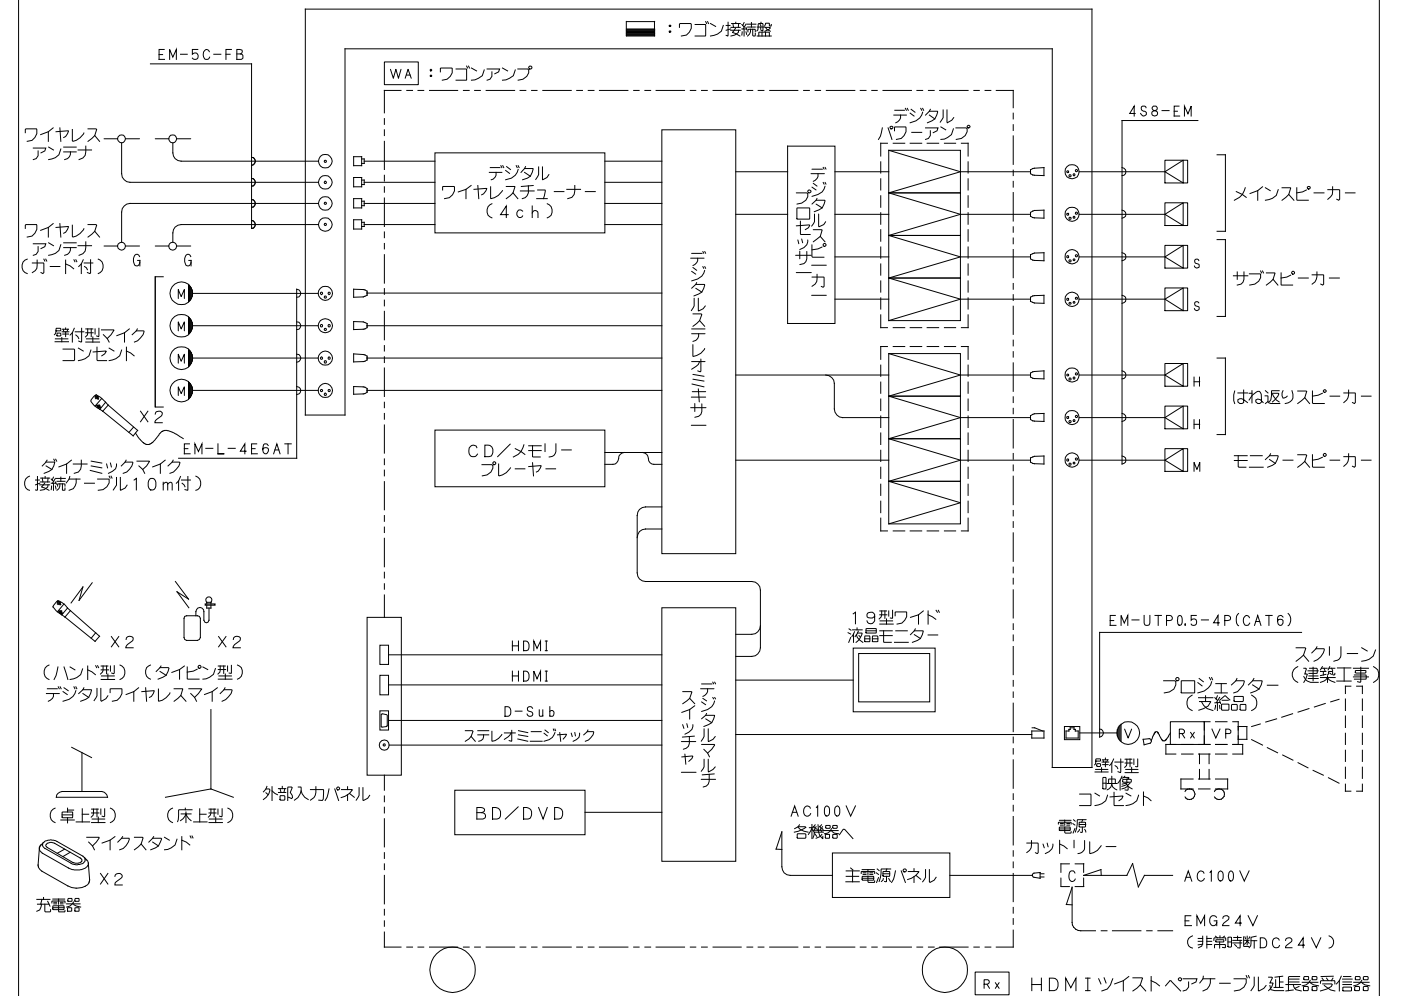 ：ワゴン接続盤
EM-5C-FB
WA ：ワゴンアンプ
4S8-EM
ワイヤレス
アンテナ
デジタル
ワイヤレスチューナー
（4ch）
デジタル
パワーアンプ
デジタルスピーカー
プロセッサー
メインスピーカー
ワイヤレス
アンテナ
（ガード付）
G
G
S
S
サブスピーカー
デジタルステレオミキサー
M
M
M
M
壁付型マイク
コンセント
X2
EM-L-4E6AT
ダイナミックマイク
（接続ケーブル10m付）
CD／メモリー
プレーヤー
H
H
はね返りスピーカー
M
モニタースピーカー
X2
X2
（ハンド型）
（タイピン型）
デジタルワイヤレスマイク
（卓上型）
（床上型）
マイクスタンド
X2
充電器
HDMI
HDMI
D-Sub
ステレオミニジャック
外部入力パネル
BD／DVD
デジタルマルチ
スイッチャー
19型ワイド
液晶モニター
EM-UTP0.5-4P(CAT6)
スクリーン
（建築工事）
プロジェクター
（支給品）
V
Rx
VP
壁付型
映像
コンセント
AC100V
各機器へ
主電源パネル
電源
カットリレー
C
AC100V
EMG24V
（非常時断DC24V）
Rx HDMIツイストペアケーブル延長器受信器